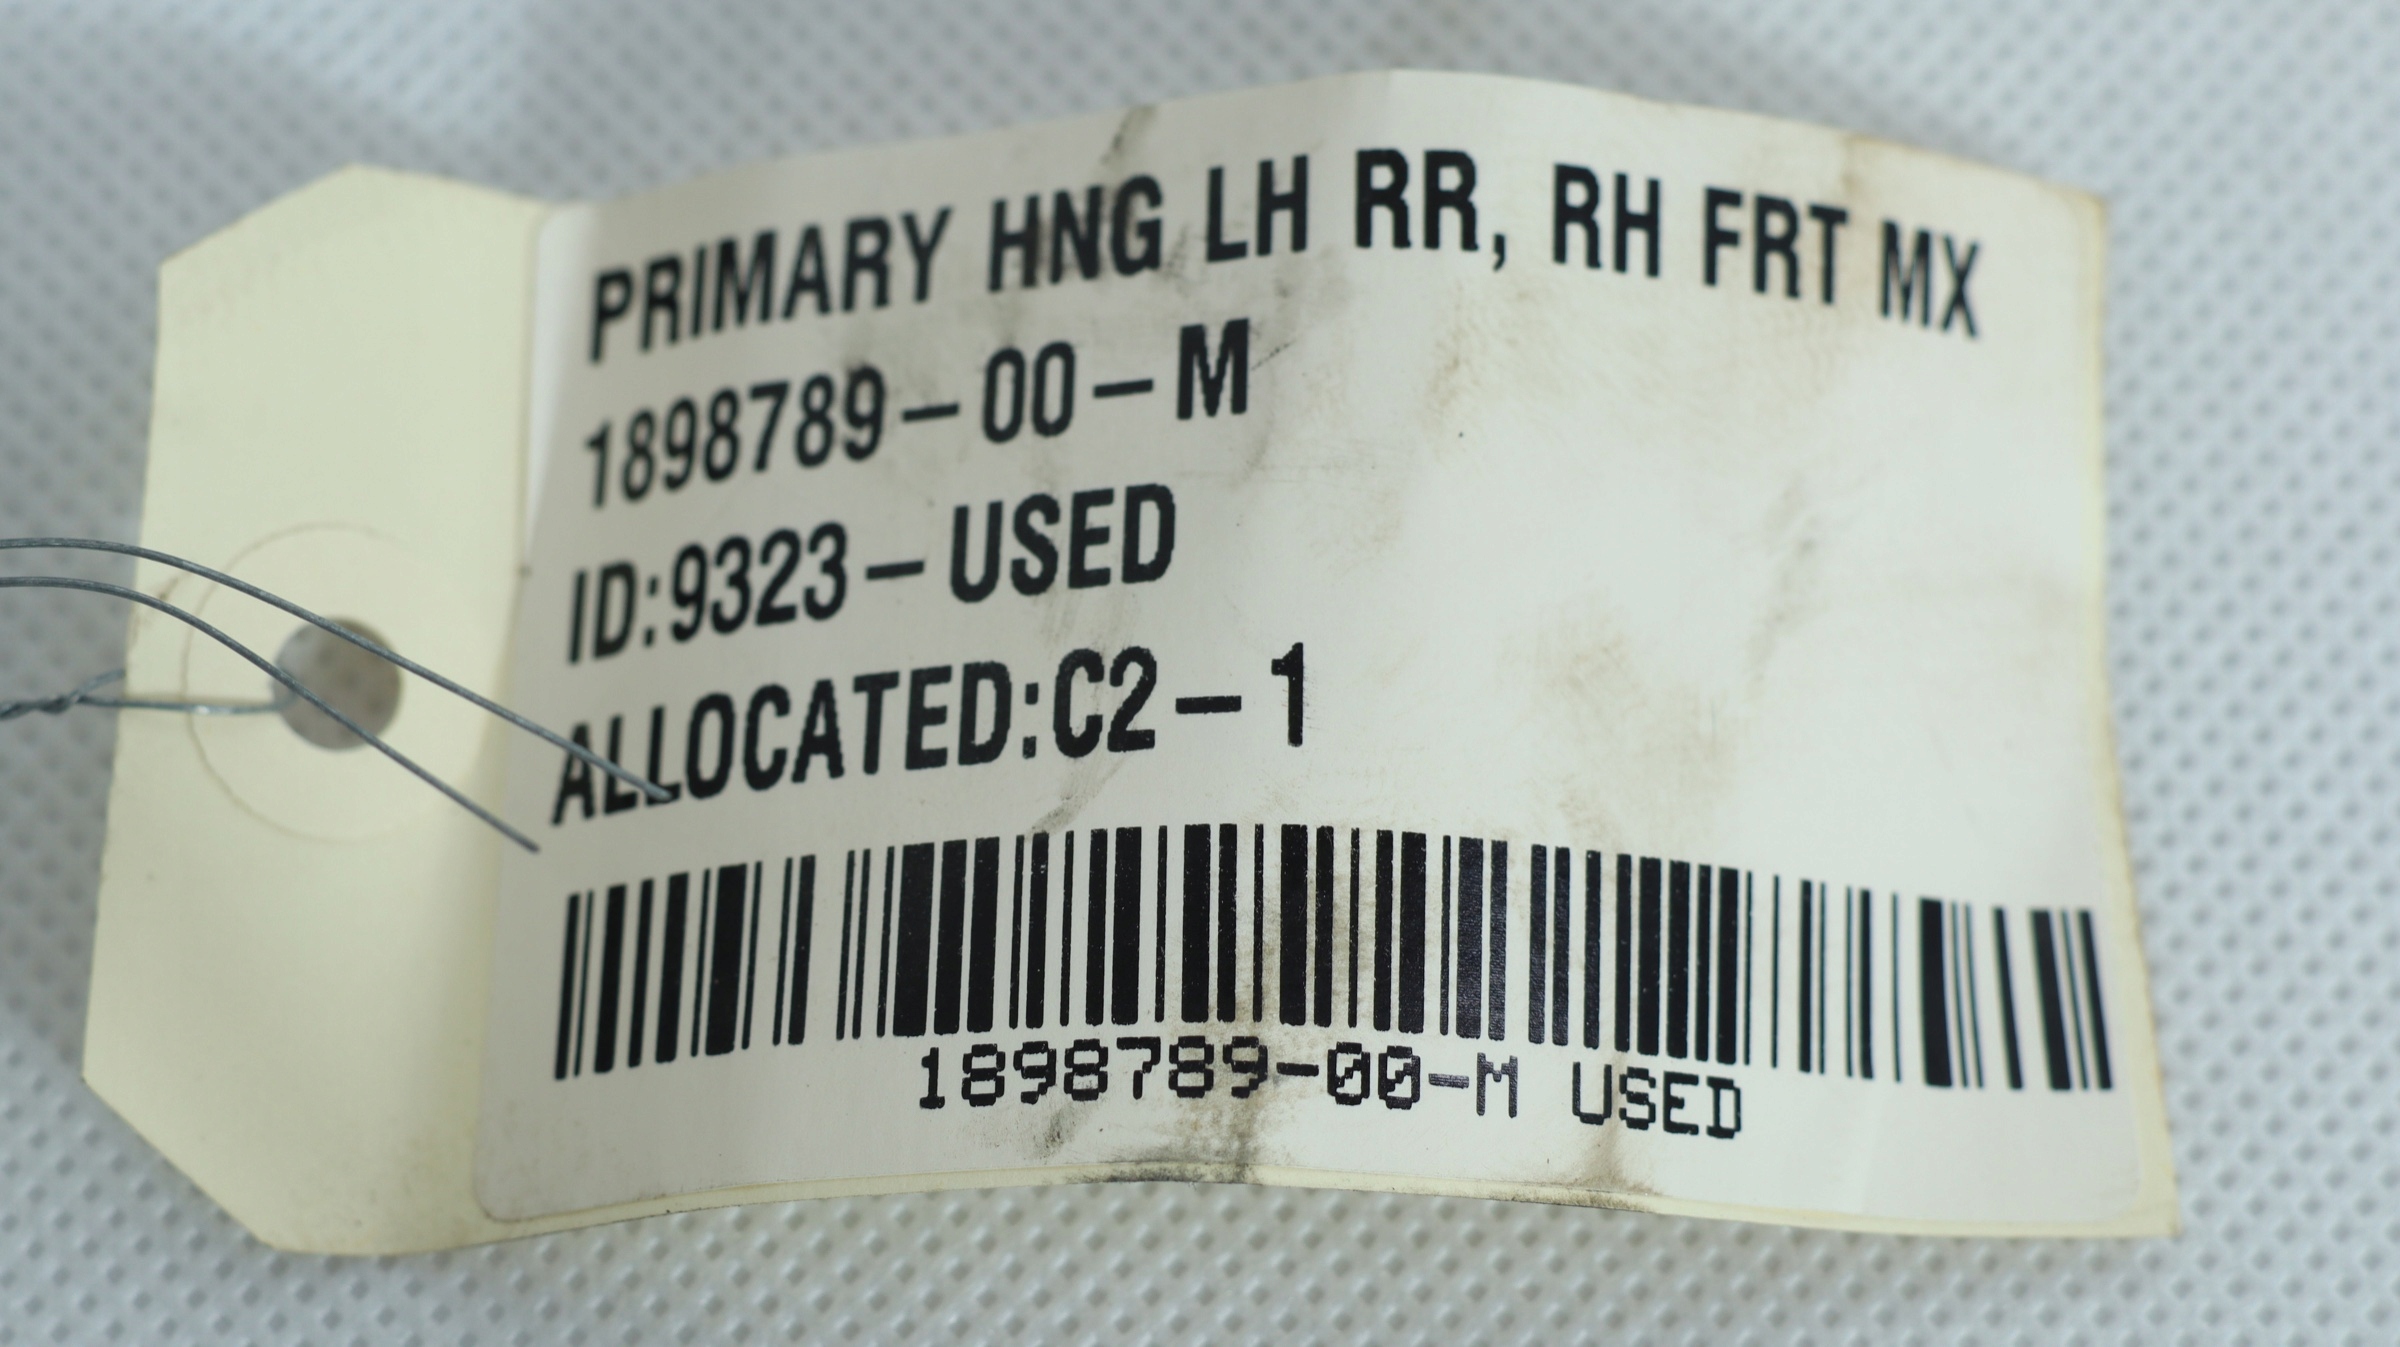 PRIMARY HNG LH RR, RH FRT MX
1898789-00-M
ID:9323-USED
ALLOCATED:C2-1
1898789-00-M USED